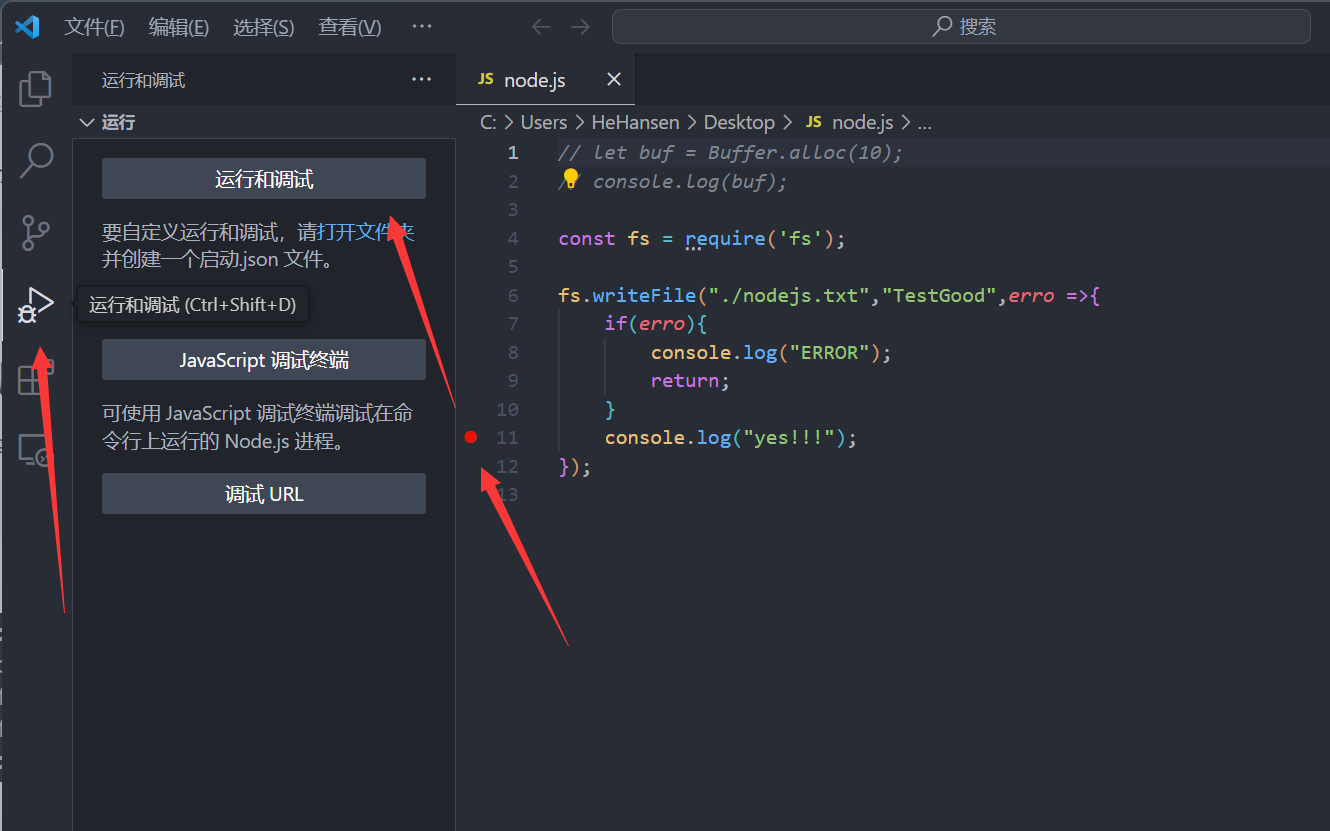 文件(F) 编辑(E) 选择(S) 查看(V) ··· 搜索
运行和调试 ···
JS node.js
运行
C: > Users > HeHansen > Desktop > JS node.js > ...
运行和调试
要自定义运行和调试，请打开文件夹
并创建一个启动.json 文件。
运行和调试 (Ctrl+Shift+D)
JavaScript 调试终端
可使用 JavaScript 调试终端调试在命
令行上运行的 Node.js 进程。
调试 URL
1 // let buf = Buffer.alloc(10);
2 // console.log(buf);
3
4 const fs = require('fs');
5
6 fs.writeFile("./nodejs.txt","TestGood",erro =>{
7 if(erro){
8 console.log("ERROR");
9 return;
10 }
11 console.log("yes!!!");
12 });
13